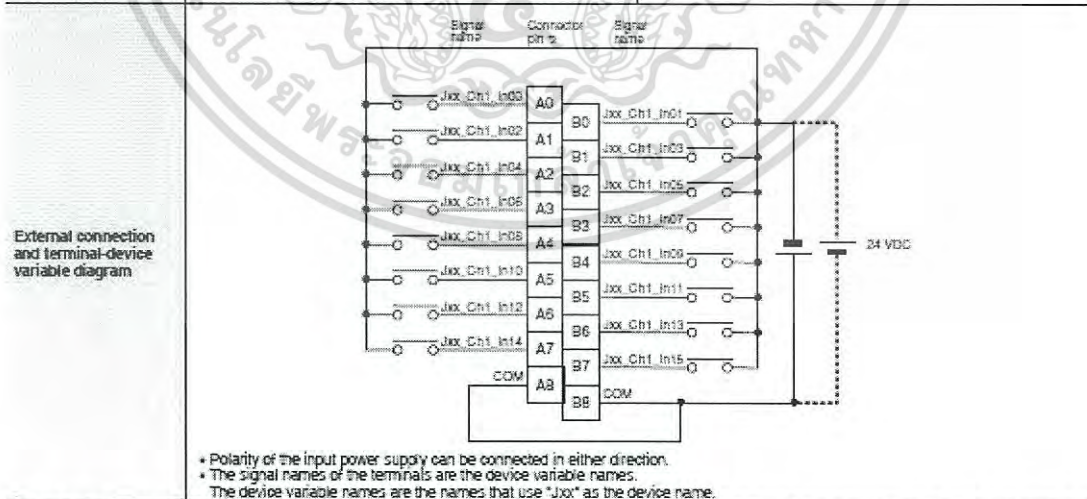 Signal name
Connector pin
Signal name
Jxx_Ch1_In00 A0
B0 Jxx_Ch1_In01
Jxx_Ch1_In02 A1
B1 Jxx_Ch1_In03
Jxx_Ch1_In04 A2
B2 Jxx_Ch1_In05
Jxx_Ch1_In06 A3
B3 Jxx_Ch1_In07
Jxx_Ch1_In08 A4
B4 Jxx_Ch1_In09
Jxx_Ch1_In10 A5
B5 Jxx_Ch1_In11
Jxx_Ch1_In12 A6
B6 Jxx_Ch1_In13
Jxx_Ch1_In14 A7
B7 Jxx_Ch1_In15
COM A8
B8 COM
24 VDC
External connection
and terminal-device
variable diagram
• Polarity of the input power supply can be connected in either direction.
• The signal names of the terminals are the device variable names.
The device variable names are the names that use "Jxx" as the device name.